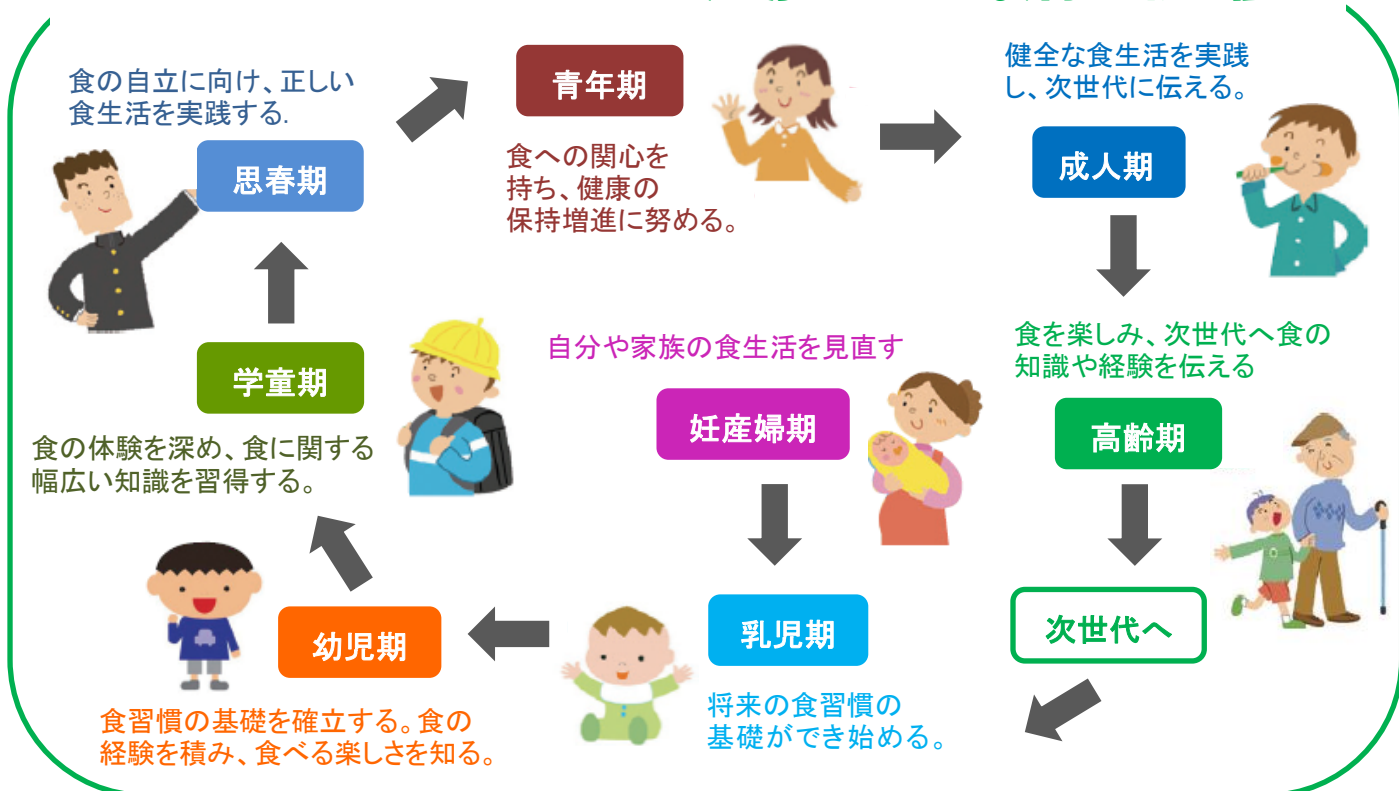 食の自立に向け、正しい
食生活を実践する.
思春期
青年期
食への関心を
持ち、健康の
保持増進に努める。
健全な食生活を実践
し、次世代に伝える。
成人期
食を楽しみ、次世代へ食の
知識や経験を伝える
高齢期
次世代へ
自分や家族の食生活を見直す
妊産婦期
乳児期
将来の食習慣の
基礎ができ始める。
幼児期
食習慣の基礎を確立する。食の
経験を積み、食べる楽しさを知る。
学童期
食の体験を深め、食に関する
幅広い知識を習得する。